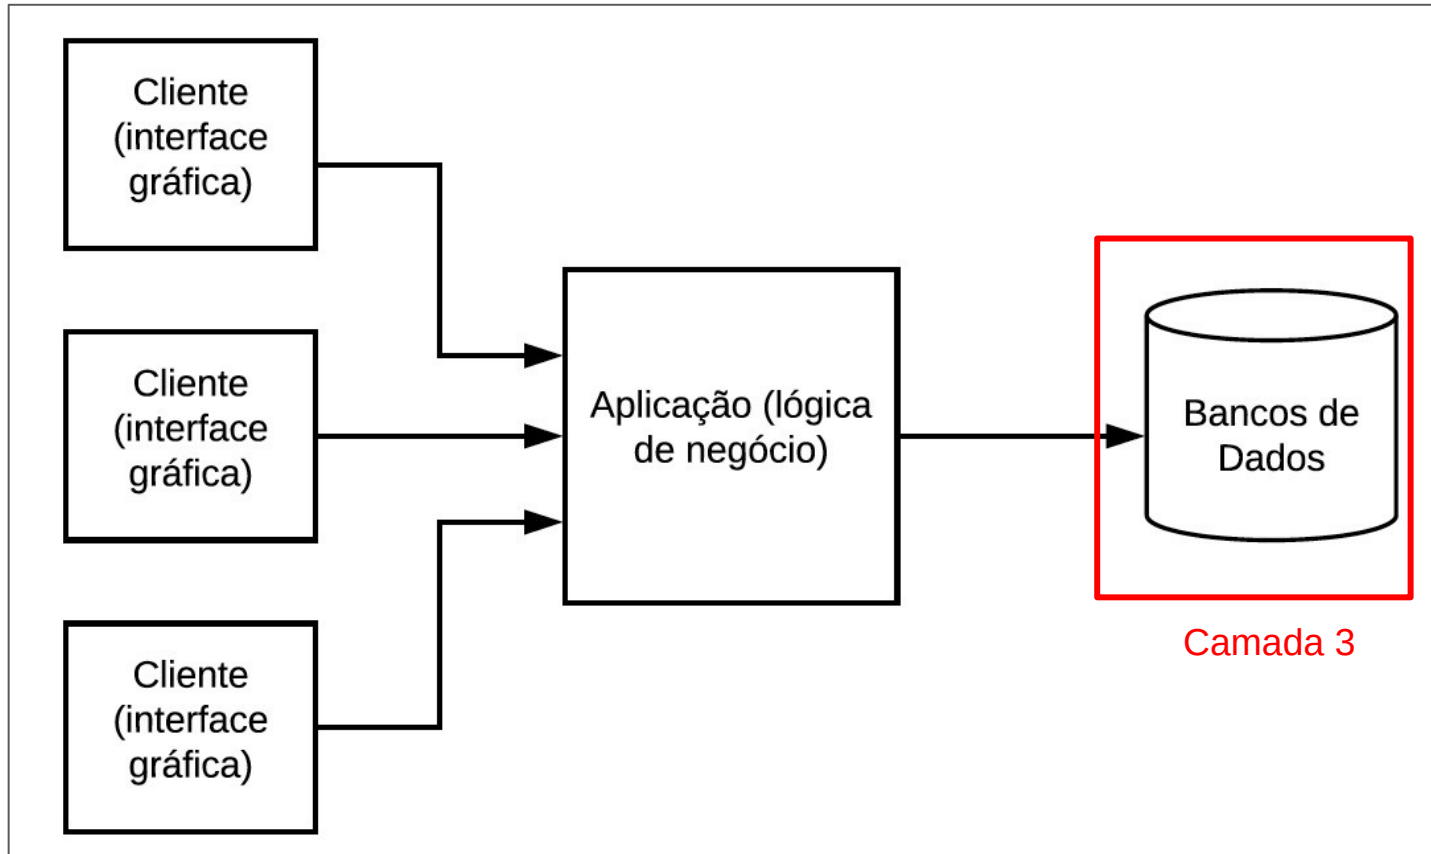 Cliente
(interface
gráfica)
Cliente
(interface
gráfica)
Cliente
(interface
gráfica)
Aplicação (lógica
de negócio)
Bancos de
Dados
Camada 3